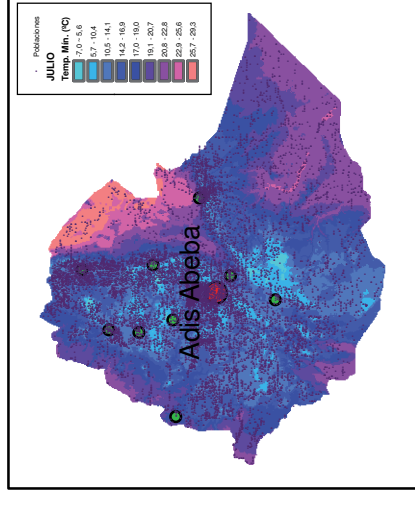 Poblaciones
JULIO
Temp. Mín. (ºC)
-7,0 - 5,6
5,7 - 10,4
10,5 - 14,1
14,2 - 16,9
17,0 - 19,0
19,1 - 20,7
20,8 - 22,8
22,9 - 25,6
25,7 - 29,3
Adis Abeba